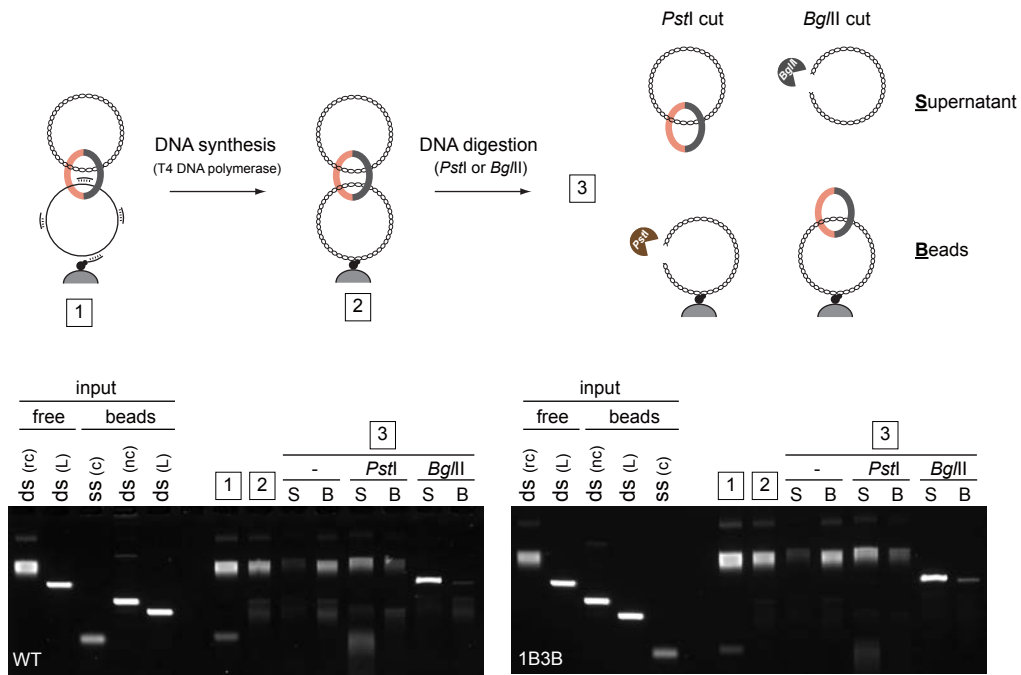 PstI cut
BglII cut
BglII
Supernatant
DNA synthesis
(T4 DNA polymerase)
DNA digestion
(PstI or BglII)
3
PstI
Beads
1
2
input
free
beads
3
-
PstI
BglII
ds (rc)
ds (L)
ss (c)
ds (nc)
ds (L)
1
2
S
B
S
B
S
B
WT
input
free
beads
3
-
PstI
BglII
ds (rc)
ds (L)
ds (nc)
ds (L)
ss (c)
1
2
S
B
S
B
S
B
1B3B